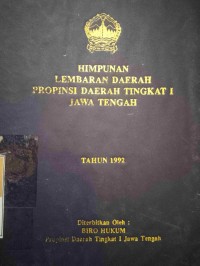 HIMPUNAN
LEMBARAN DAERAH
PROPINSI DAERAH TINGKAT I
JAWA TENGAH
TAHUN 1992
Diterbitkan Oleh :
BIRO HUKUM
Propinsi Daerah Tingkat I Jawa Tengah